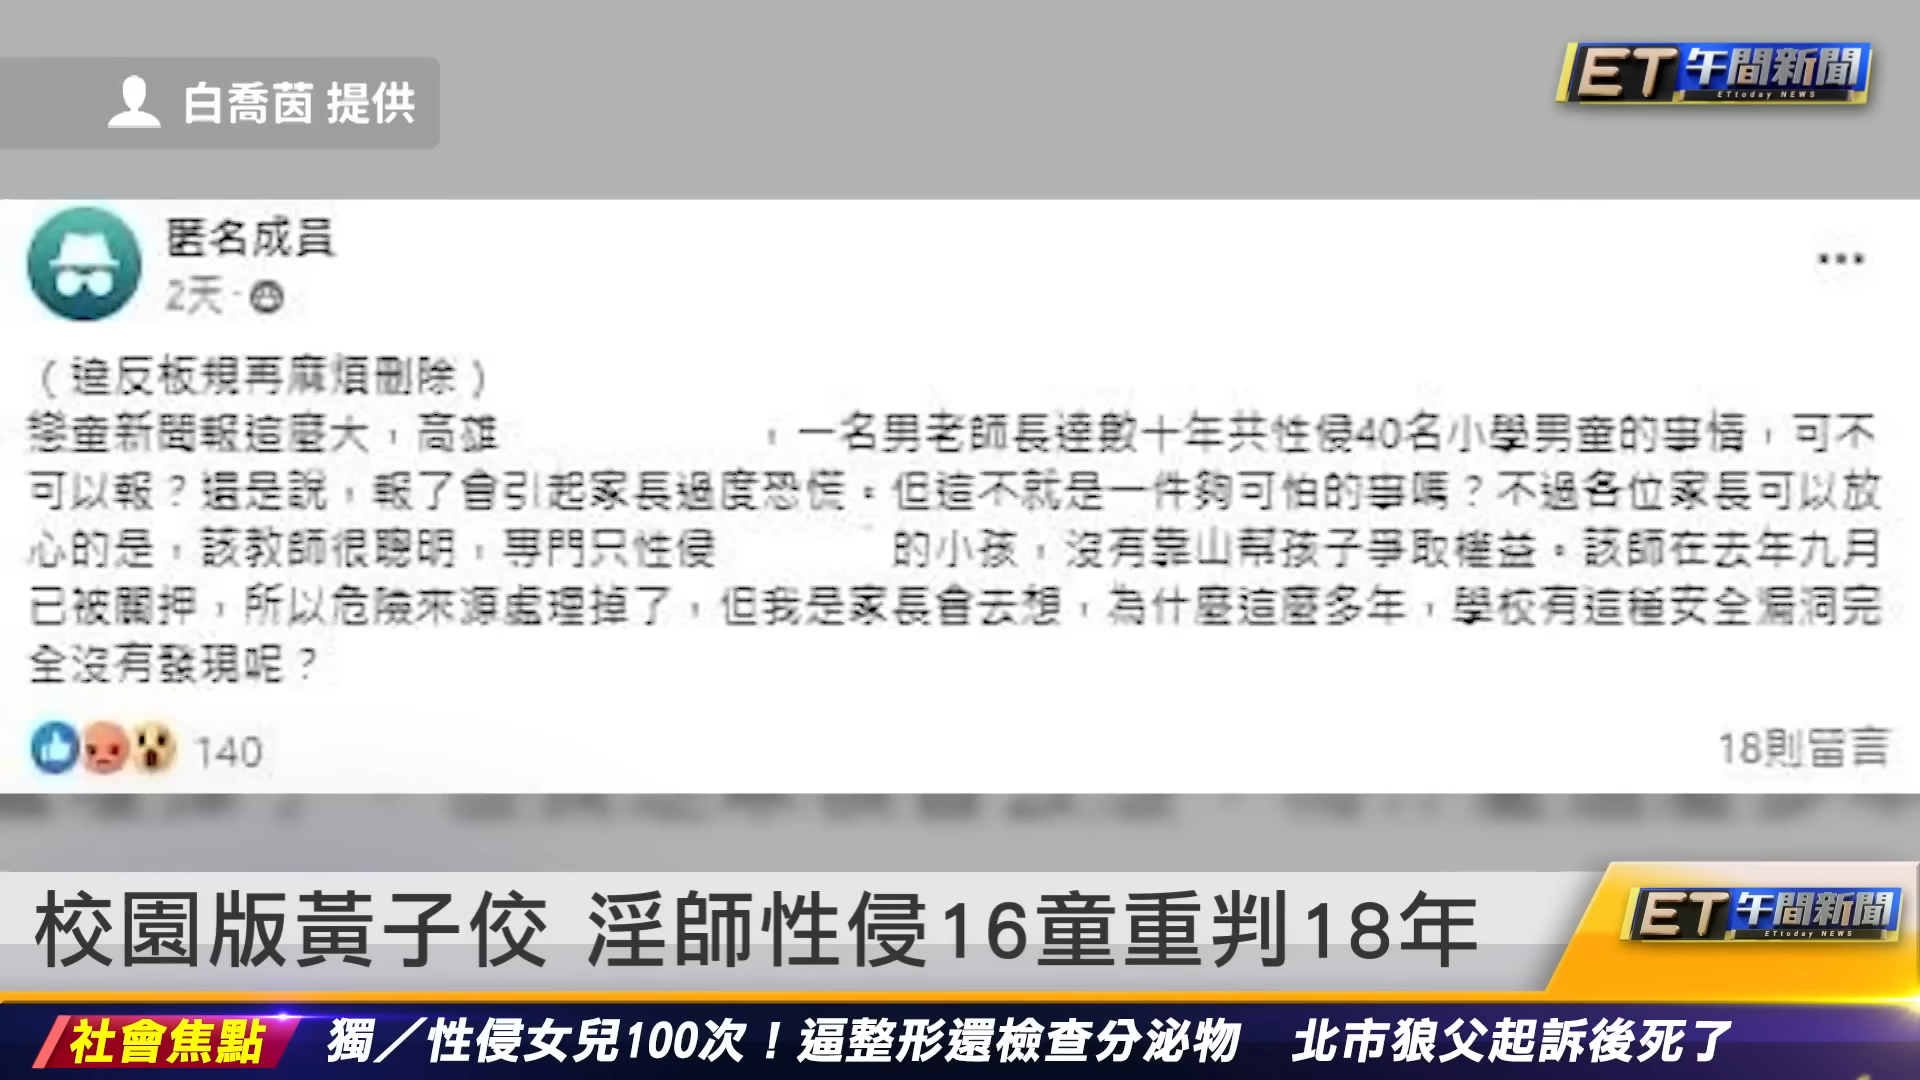 白喬茵 提供
ET午間新聞
ETtoday NEWS
匿名成員
2天
（違反板規再麻煩刪除）
戀童新聞報這麼大，高雄，一名男老師長達數十年共性侵40名小學男童的事情，可不
可以報？還是說，報了會引起家長過度恐慌。但這不就是一件夠可怕的事嗎？不過各位家長可以放
心的是，該教師很聰明，專門只性侵的小孩，沒有靠山幫孩子爭取權益。該師在去年九月
已被關押，所以危險來源處理掉了，但我是家長會去想，為什麼這麼多年，學校有這種安全漏洞完
全沒有發現呢？
140
18則留言
校園版黃子佼 淫師性侵16童重判18年
ET午間新聞
ETtoday NEWS
社會焦點
獨／性侵女兒100次！逼整形還檢查分泌物 北市狼父起訴後死了